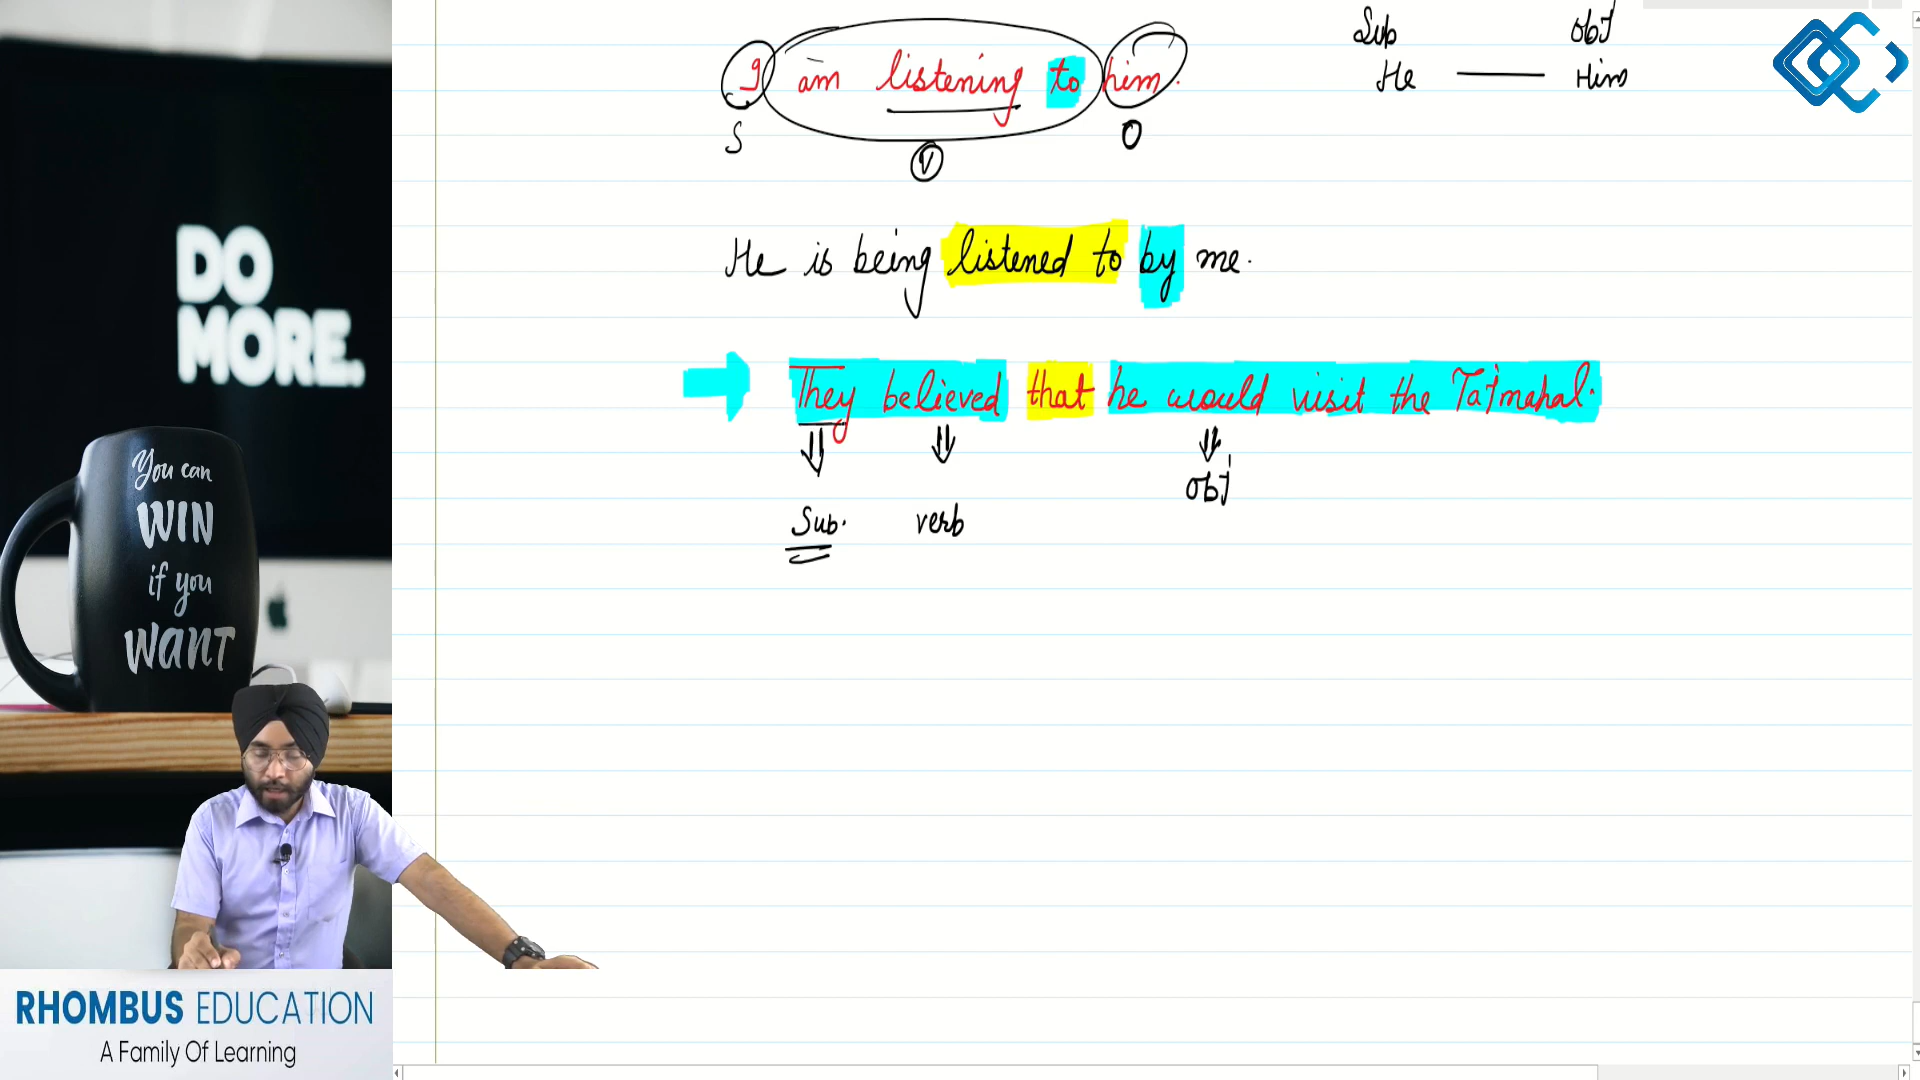 Sub obj
I am listening to him.
He — Him
S O
V
He is being listened to by me.
They believed that he would visit the Tajmahal.
obj
Sub. verb
DO
MORE.
You can
WIN
if you
WANT
RHOMBUS EDUCATION
A Family Of Learning